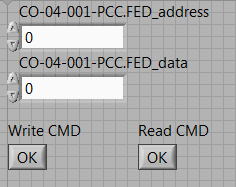 CO-04-001-PCC.FED_address
0
CO-04-001-PCC.FED_data
0
Write CMD Read CMD
OK OK